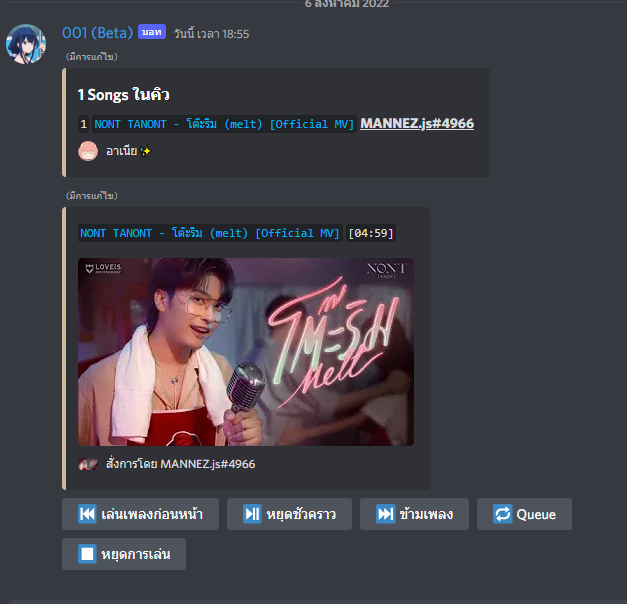 6 สิงหาคม 2022
001 (Beta) บอท วันนี้ เวลา 18:55
(มีการแก้ไข)
1 Songs ในคิว
1 NONT TANONT - โต๊ะริม (melt) [Official MV] MANNEZ.js#4966
อาเนีย✨
(มีการแก้ไข)
NONT TANONT - โต๊ะริม (melt) [Official MV] [04:59]
LOVEiS
ENTERTAINMENT
NONT
TANONT
โต๊ะริม
melt
สั่งการโดย MANNEZ.js#4966
เล่นเพลงก่อนหน้า หยุดชั่วคราว ข้ามเพลง Queue
หยุดการเล่น